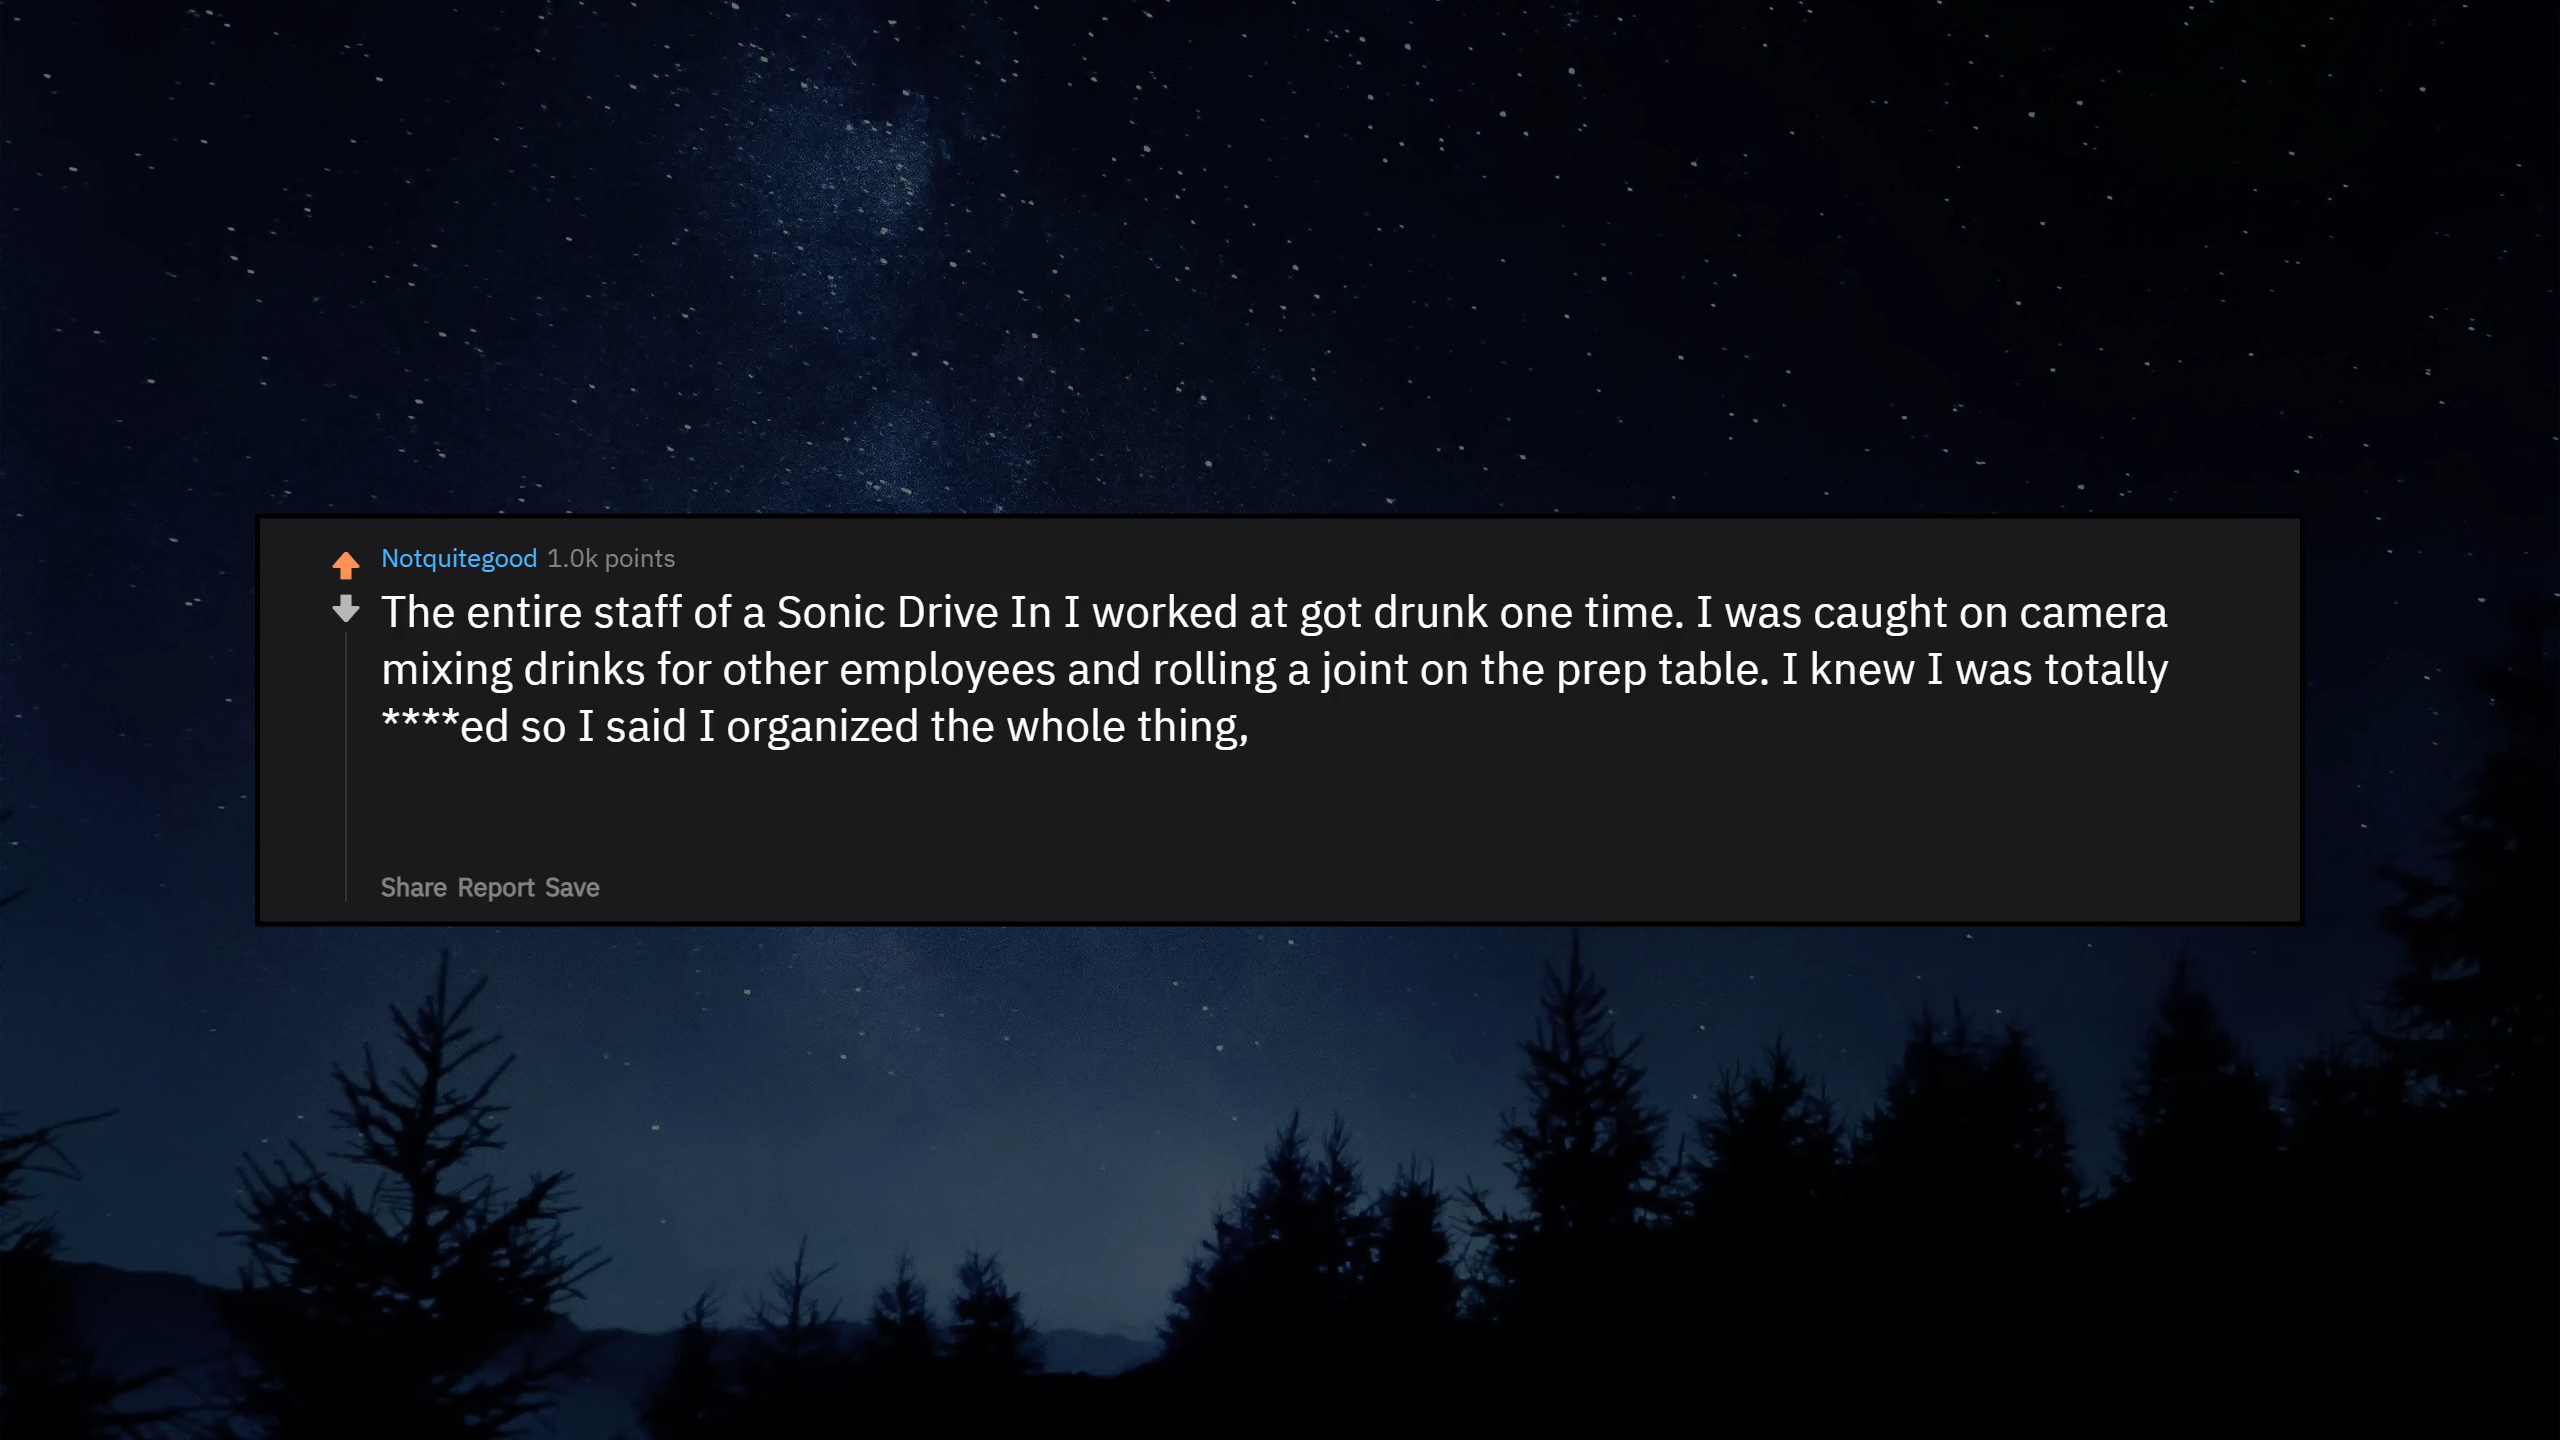 Notquitegood 1.0k points
The entire staff of a Sonic Drive In I worked at got drunk one time. I was caught on camera
mixing drinks for other employees and rolling a joint on the prep table. I knew I was totally
****ed so I said I organized the whole thing,
Share Report Save